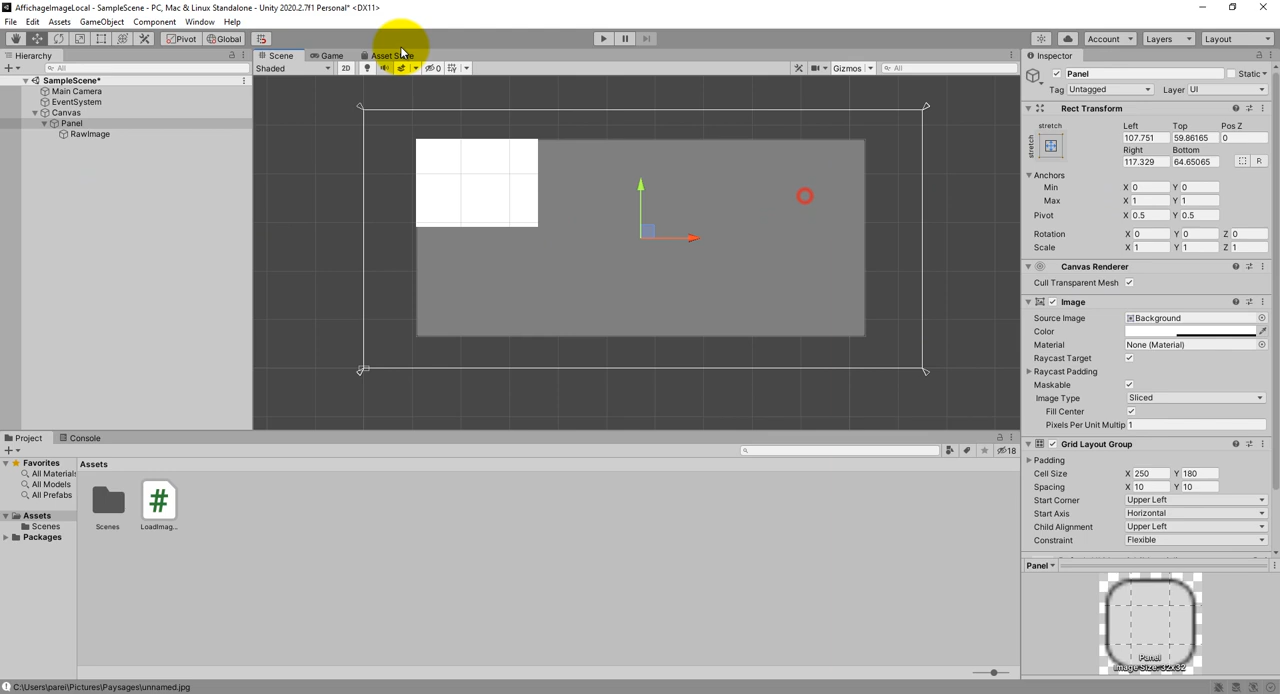 AffichageImageLocal - SampleScene - PC, Mac & Linux Standalone - Unity 2020.2.7f1 Personal* <DX11>
File Edit Assets GameObject Component Window Help
Pivot Global Account Layers Layout
Hierarchy
All
SampleScene*
Main Camera
EventSystem
Canvas
Panel
RawImage
Scene Game Asset
Shaded 2D 0 Gizmos All
Inspector
Panel Static
Tag Untagged Layer UI
Rect Transform
stretch Left Top Pos Z
stretch 107.751 59.86165 0
Right Bottom
117.329 64.65065 R
Anchors
Min X 0 Y 0
Max X 1 Y 1
Pivot X 0.5 Y 0.5
Rotation X 0 Y 0 Z 0
Scale X 1 Y 1 Z 1
Canvas Renderer
Cull Transparent Mesh
Image
Source Image Background
Color
Material None (Material)
Raycast Target
Raycast Padding
Maskable
Image Type Sliced
Fill Center
Pixels Per Unit Multip 1
Grid Layout Group
Padding
Cell Size X 250 Y 180
Spacing X 10 Y 10
Start Corner Upper Left
Start Axis Horizontal
Child Alignment Upper Left
Constraint Flexible
Panel
Panel
Image Size: 32x32
Project Console
18
Favorites
All Materials
All Models
All Prefabs
Assets
Scenes
Packages
Assets
Scenes
#
LoadImag...
C:\Users\parei\Pictures\Paysages\unnamed.jpg